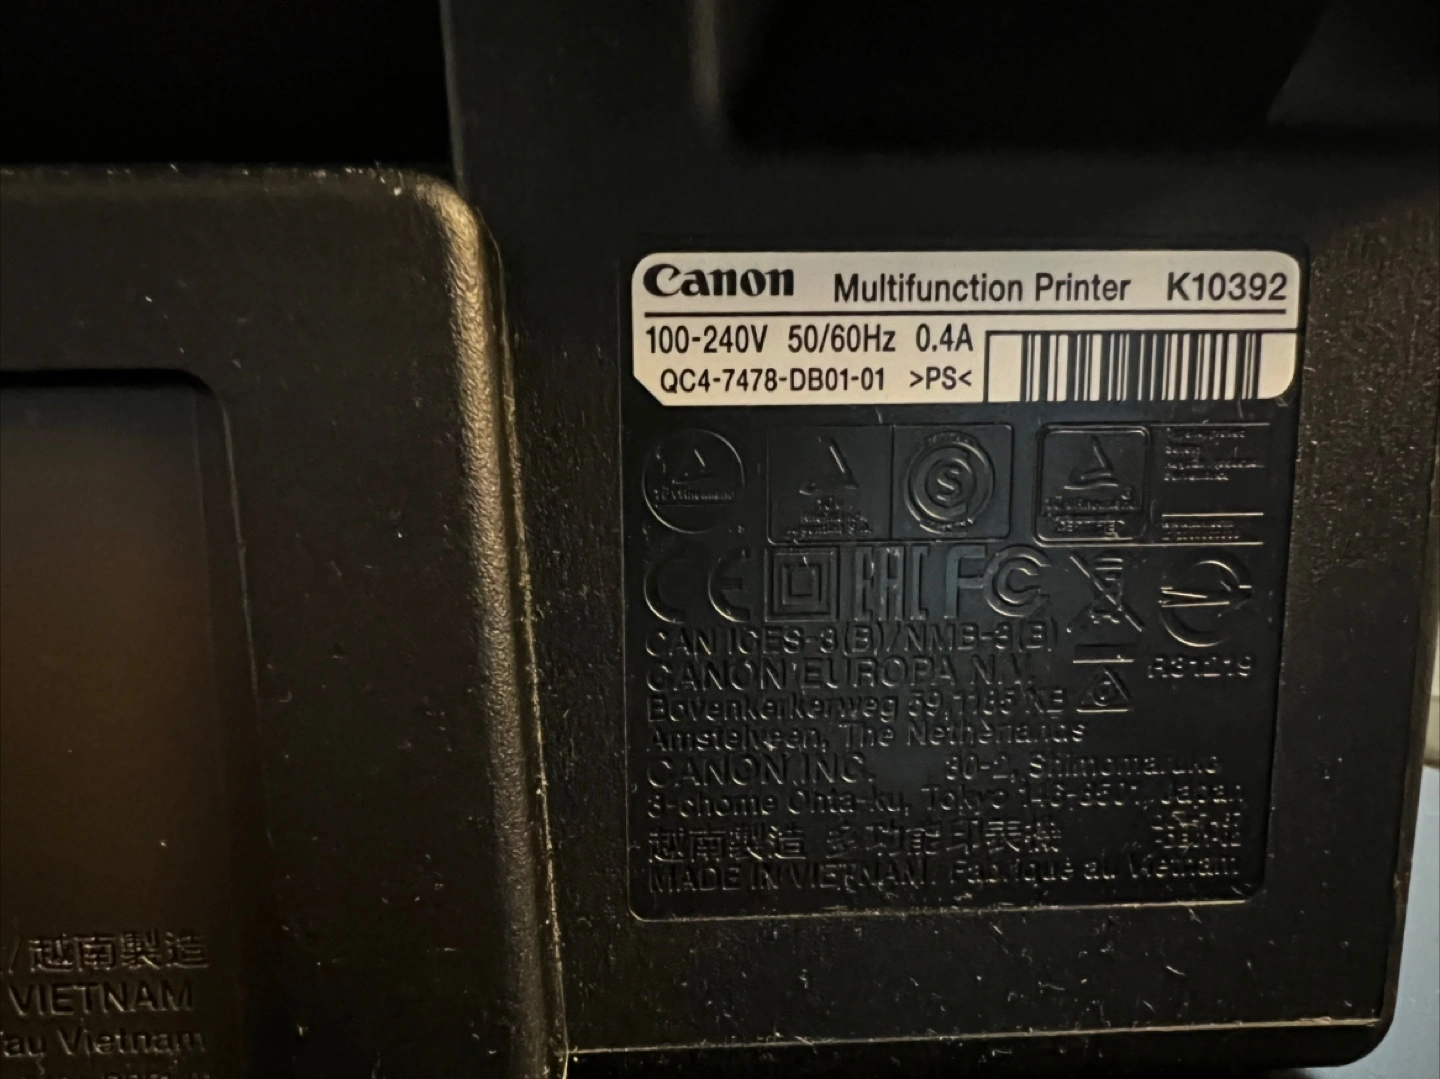 Canon Multifunction Printer K10392
100-240V 50/60Hz 0.4A
QC4-7478-DB01-01 >PS<
CE EAC FC
CAN ICES-3(B)/NMB-3(B)
CANON EUROPA N.V.
R31219
Bovenkerkerweg 59, 1185 XB
Amstelveen, The Netherlands
CANON INC. 30-2, Shimomaruko
3-chome Ohta-ku, Tokyo 146-8501, Japan
越南製造 多功能印表機
MADE IN VIETNAM Fabriqué au Vietnam
/越南製造
VIETNAM
au Vietnam